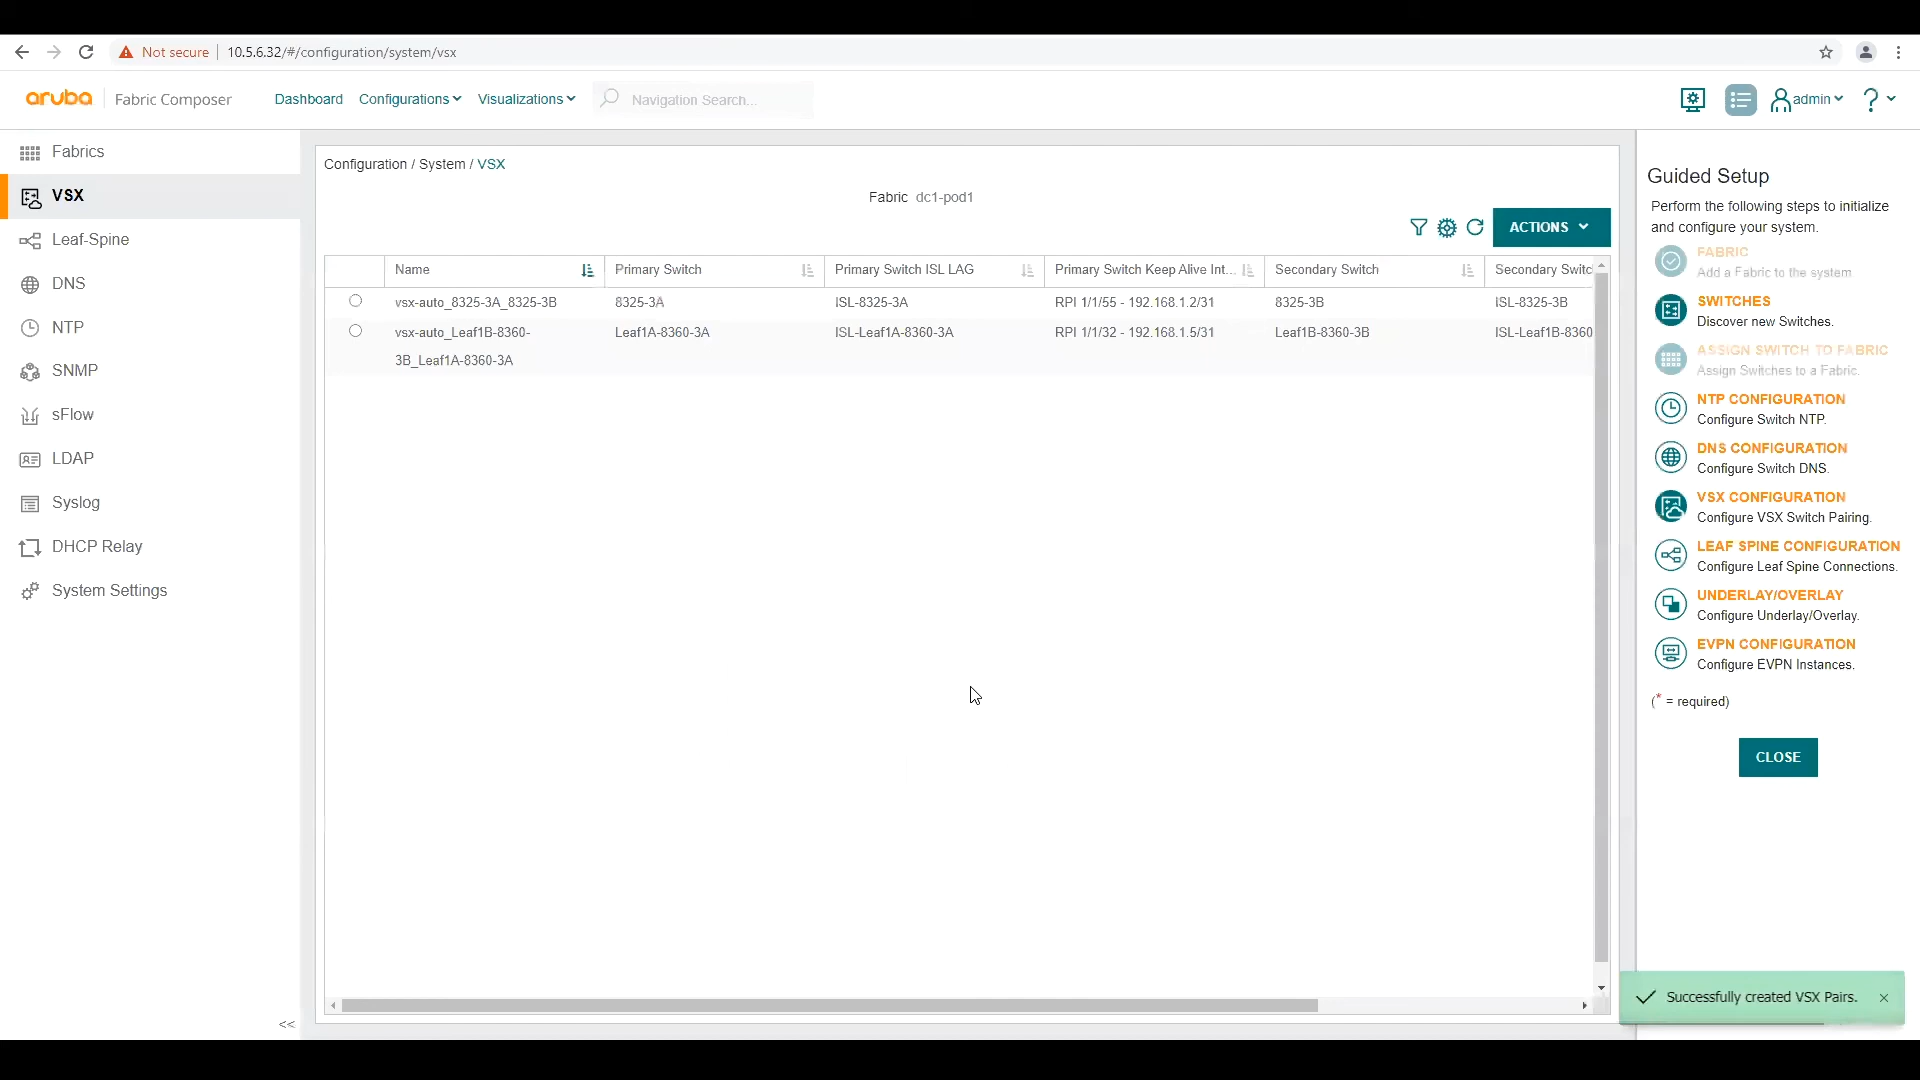 Not secure
10.5.6.32/#/configuration/system/vsx
aruba
Fabric Composer
Dashboard
Configurations
Visualizations
Navigation Search...
admin
?
Fabrics
VSX
Leaf-Spine
DNS
NTP
SNMP
sFlow
LDAP
Syslog
DHCP Relay
System Settings
<<
Configuration / System / VSX
Fabric dc1-pod1
ACTIONS
Name
Primary Switch
Primary Switch ISL LAG
Primary Switch Keep Alive Int...
Secondary Switch
Secondary Switc
vsx-auto_8325-3A_8325-3B
8325-3A
ISL-8325-3A
RPI 1/1/55 - 192.168.1.2/31
8325-3B
ISL-8325-3B
vsx-auto_Leaf1B-8360-
3B_Leaf1A-8360-3A
Leaf1A-8360-3A
ISL-Leaf1A-8360-3A
RPI 1/1/32 - 192.168.1.5/31
Leaf1B-8360-3B
ISL-Leaf1B-8360
Guided Setup
Perform the following steps to initialize
and configure your system.
FABRIC
Add a Fabric to the system
SWITCHES
Discover new Switches.
ASSIGN SWITCH TO FABRIC
Assign Switches to a Fabric.
NTP CONFIGURATION
Configure Switch NTP.
DNS CONFIGURATION
Configure Switch DNS.
VSX CONFIGURATION
Configure VSX Switch Pairing.
LEAF SPINE CONFIGURATION
Configure Leaf Spine Connections.
UNDERLAY/OVERLAY
Configure Underlay/Overlay.
EVPN CONFIGURATION
Configure EVPN Instances.
(* = required)
CLOSE
Successfully created VSX Pairs.